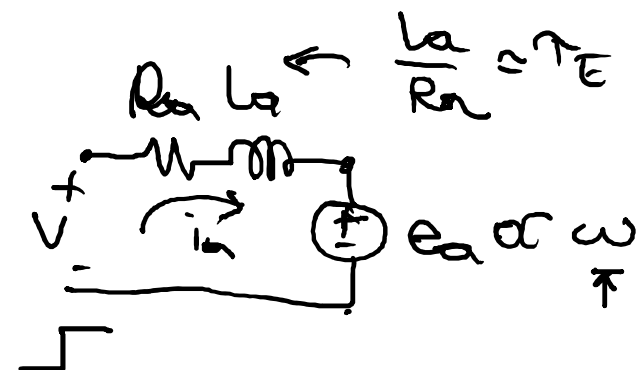 Ra La ← La/Ra ≈ τE
+
V ia + - ea ∝ ω
-
↑